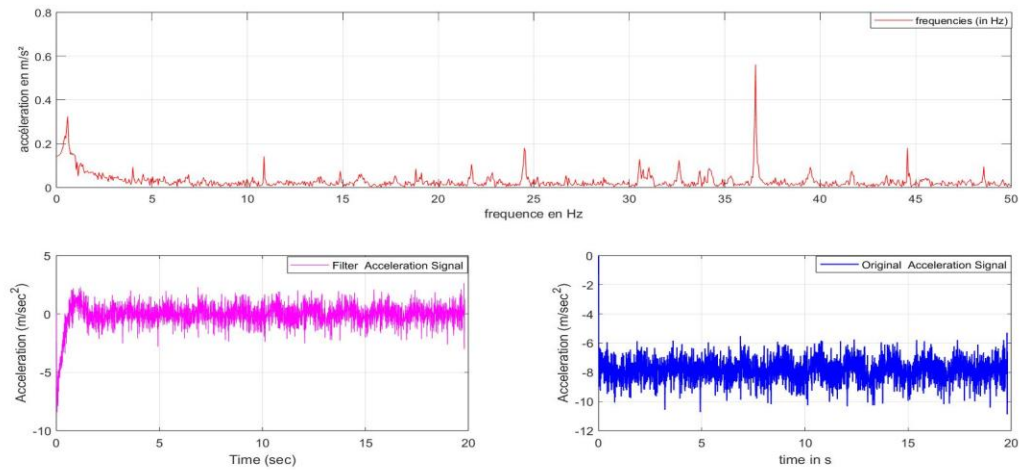 0.8
frequencies (in Hz)
0.6
0.4
0.2
0
accéleration en m/s²
0 5 10 15 20 25 30 35 40 45 50
frequence en Hz
5
Filter Acceleration Signal
0
-5
-10
Acceleration (m/sec²)
0 5 10 15 20
Time (sec)
0
Original Acceleration Signal
-2
-4
-6
-8
-10
-12
Acceleration (m/sec²)
0 5 10 15 20
time in s